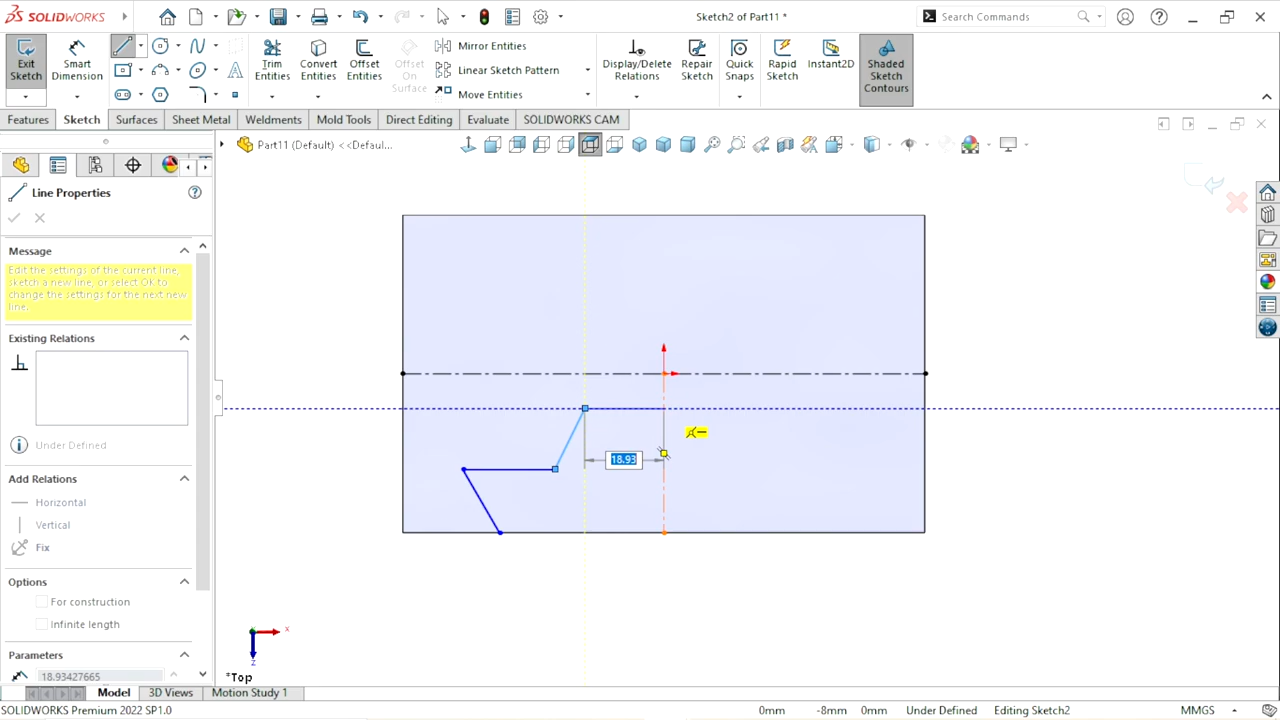 SOLIDWORKS
Sketch2 of Part11 *
Search Commands
Exit Sketch
Smart Dimension
Trim Entities
Convert Entities
Offset Entities
Offset On Surface
Mirror Entities
Linear Sketch Pattern
Move Entities
Display/Delete Relations
Repair Sketch
Quick Snaps
Rapid Sketch
Instant2D
Shaded Sketch Contours
Features
Sketch
Surfaces
Sheet Metal
Weldments
Mold Tools
Direct Editing
Evaluate
SOLIDWORKS CAM
Part11 (Default) <<Defaul...
Line Properties
Message
Edit the settings of the current line,
sketch a new line, or select OK to
change the settings for the next new
line.
Existing Relations
Under Defined
Add Relations
Horizontal
Vertical
Fix
Options
For construction
Infinite length
Parameters
18.93427665
18.93
x
z
*Top
Model
3D Views
Motion Study 1
SOLIDWORKS Premium 2022 SP1.0
0mm
-8mm
0mm
Under Defined
Editing Sketch2
MMGS